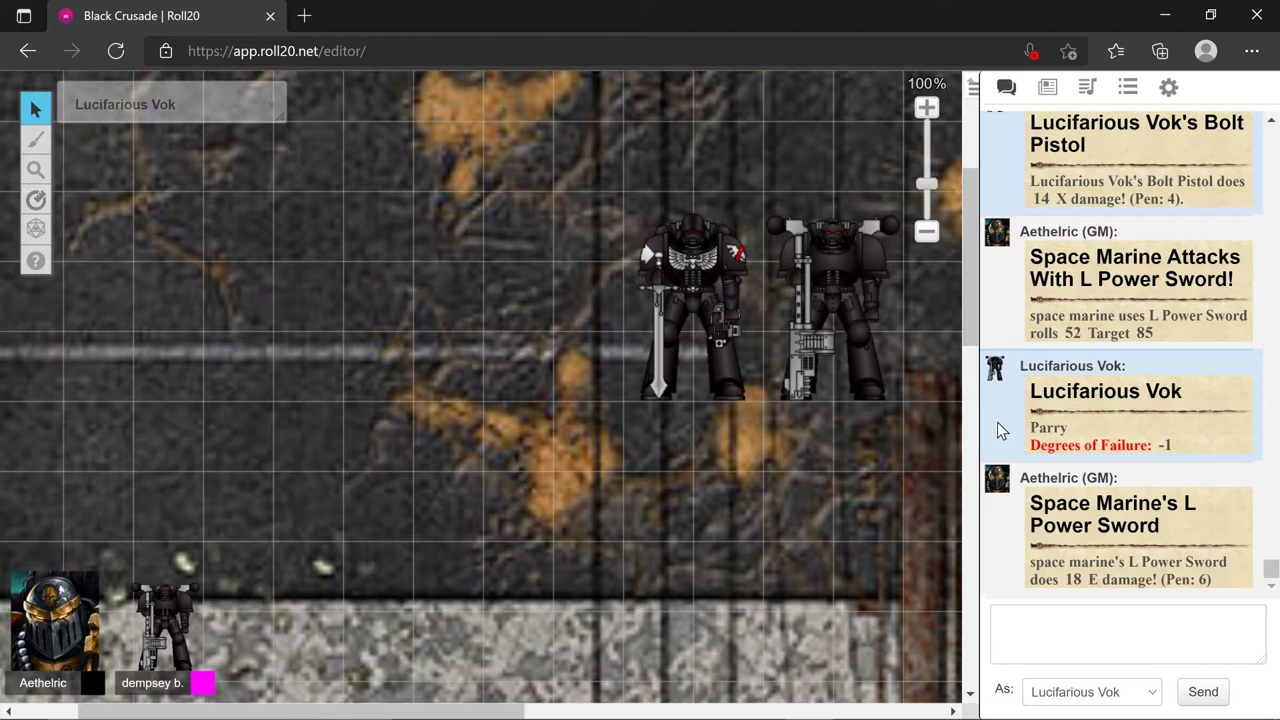 Black Crusade | Roll20
https://app.roll20.net/editor/
Lucifarious Vok
100%
Lucifarious Vok's Bolt
Pistol
Lucifarious Vok's Bolt Pistol does
14 X damage! (Pen: 4).
Aethelric (GM):
Space Marine Attacks
With L Power Sword!
space marine uses L Power Sword
rolls 52 Target 85
Lucifarious Vok:
Lucifarious Vok
Parry
Degrees of Failure: -1
Aethelric (GM):
Space Marine's L
Power Sword
space marine's L Power Sword
does 18 E damage! (Pen: 6)
Aethelric
dempsey b.
As:
Lucifarious Vok
Send